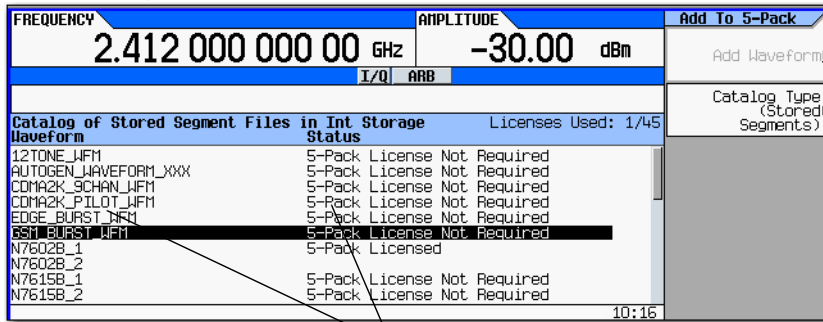 FREQUENCY
AMPLITUDE
2.412 000 000 00 GHz
-30.00 dBm
I/Q ARB
Add To 5-Pack
Add Waveform
Catalog Type
(Stored
Segments)
Catalog of Stored Segment Files in Int Storage Licenses Used: 1/45
Waveform Status
12TONE_WFM 5-Pack License Not Required
AUTOGEN_WAVEFORM_XXX 5-Pack License Not Required
CDMA2K_9CHAN_WFM 5-Pack License Not Required
CDMA2K_PILOT_WFM 5-Pack License Not Required
EDGE_BURST_WFM 5-Pack License Not Required
GSM_BURST_WFM 5-Pack License Not Required
N7602B_1 5-Pack Licensed
N7602B_2
N7615B_1 5-Pack License Not Required
N7615B_2 5-Pack License Not Required
10:16